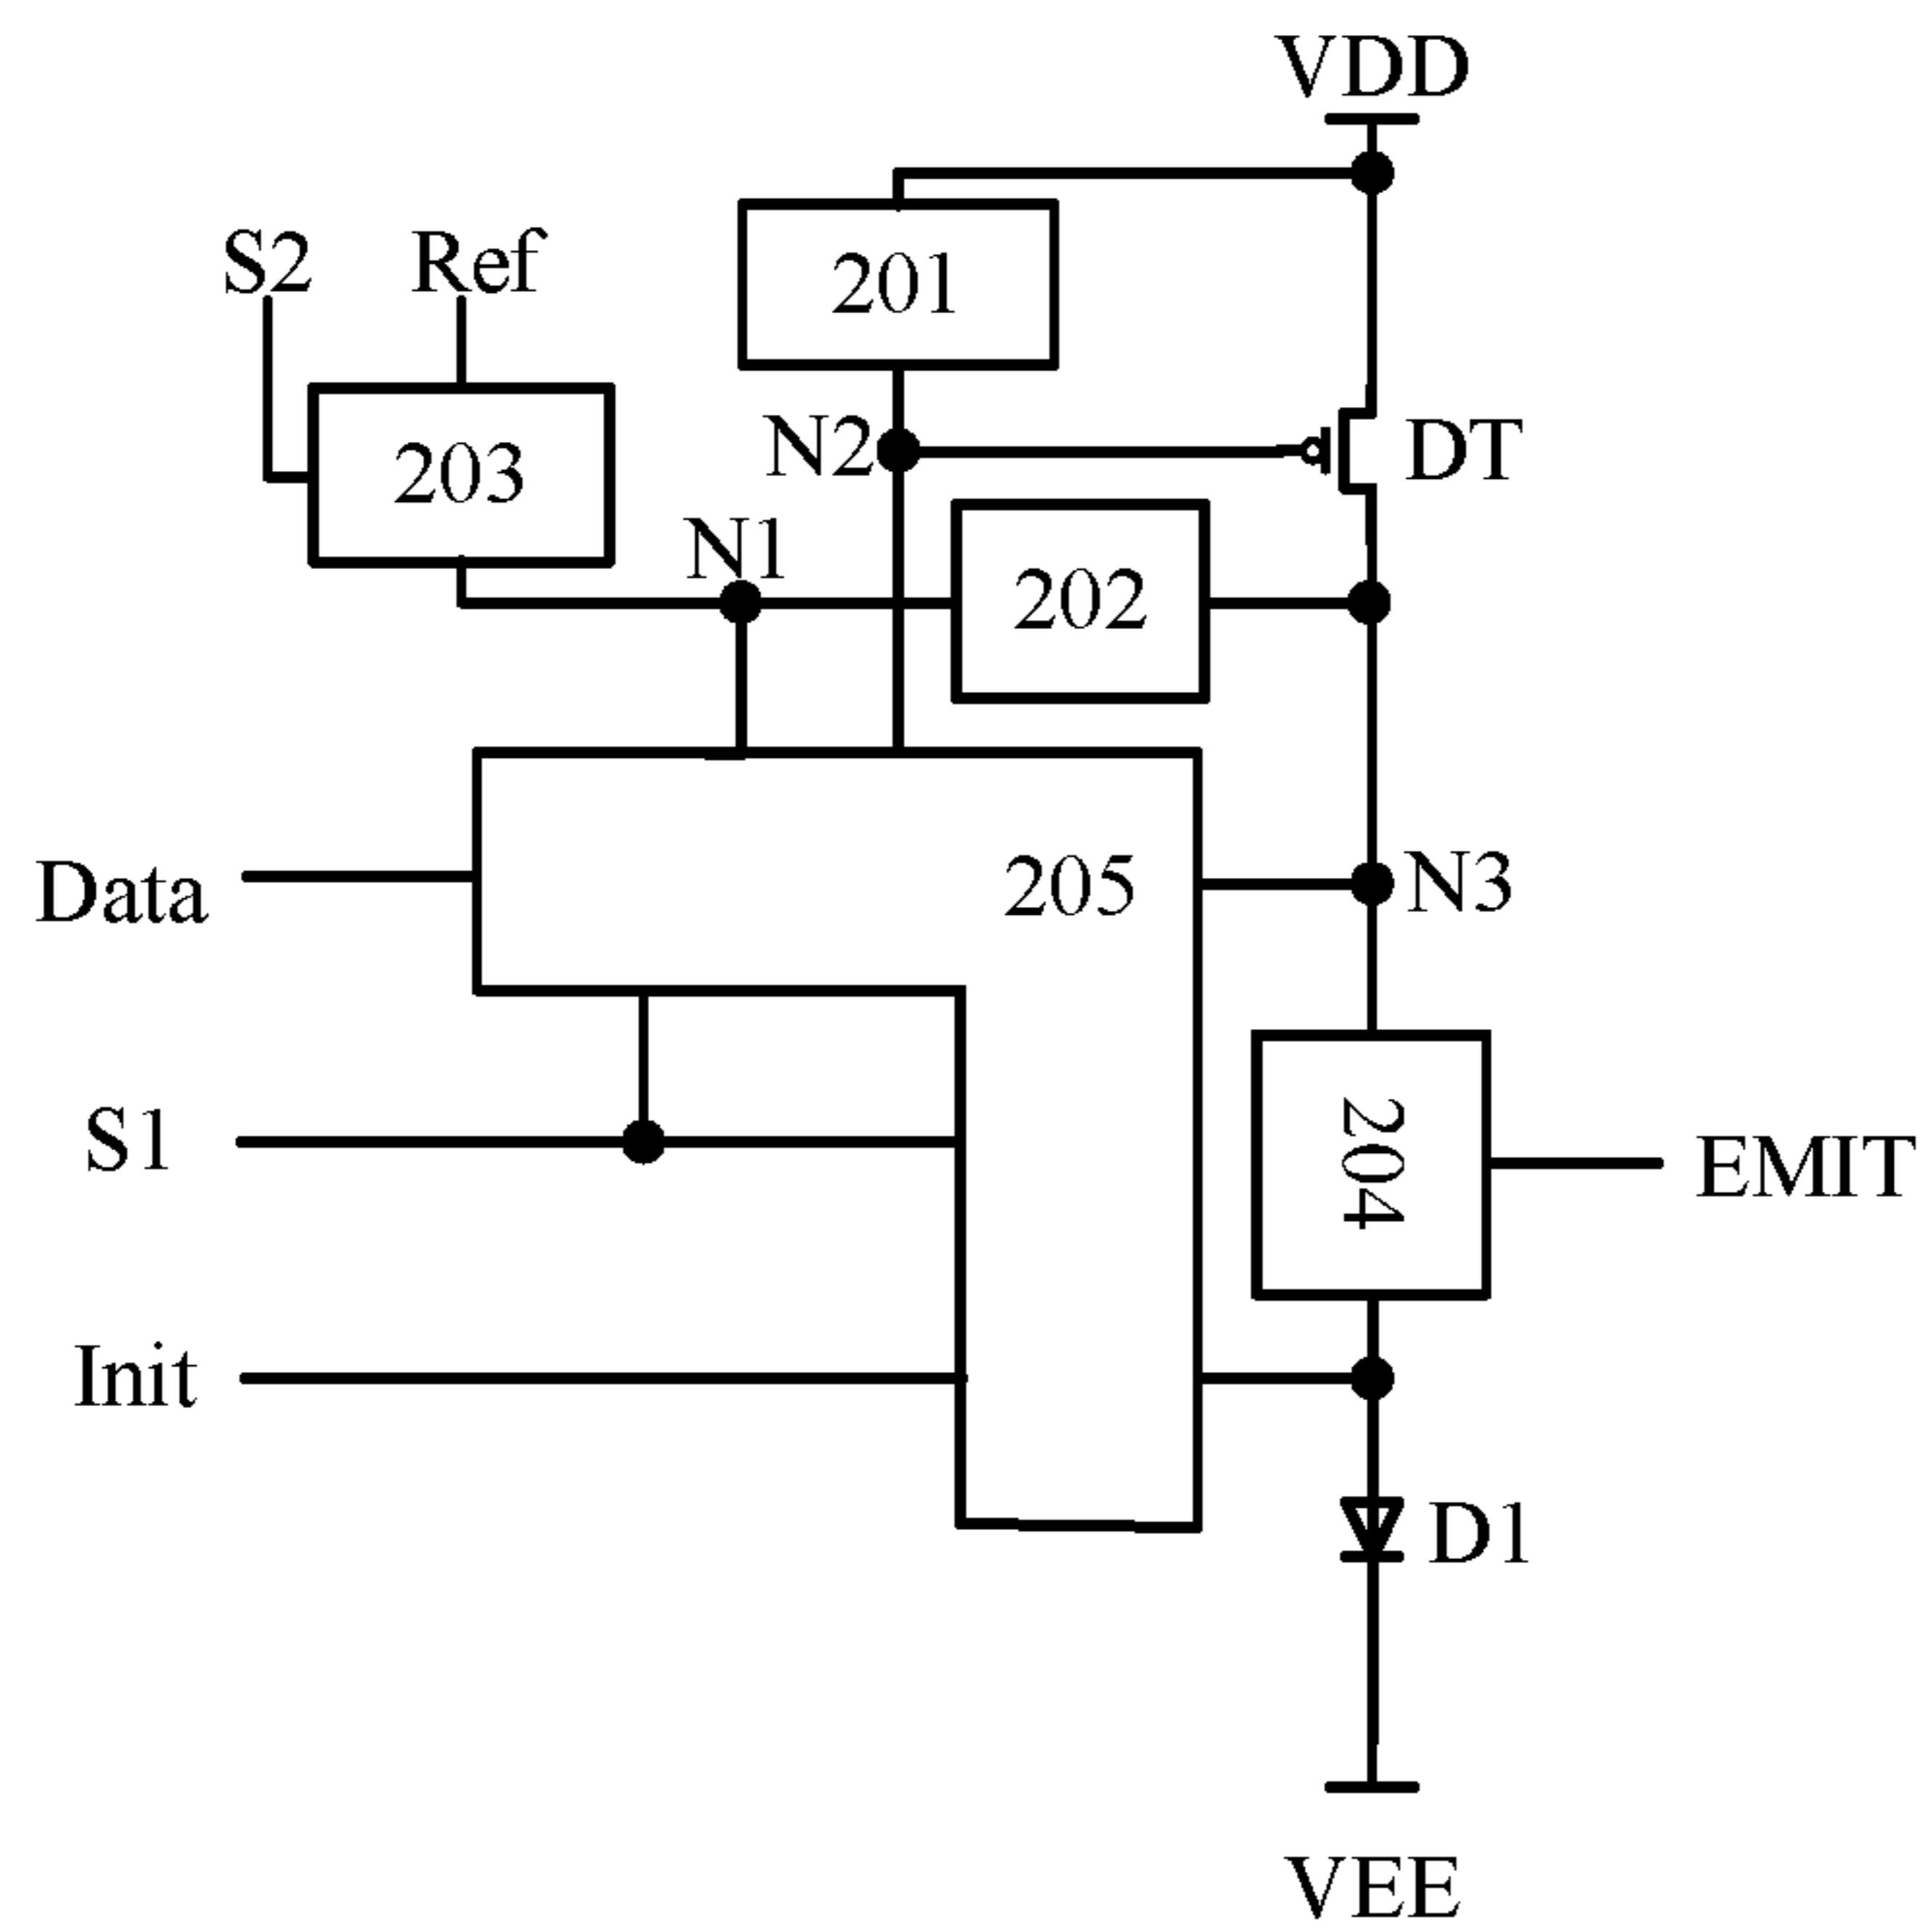 VDD
S2 Ref
201
203
N2
DT
N1
202
Data
205
N3
S1
204
EMIT
Init
D1
VEE